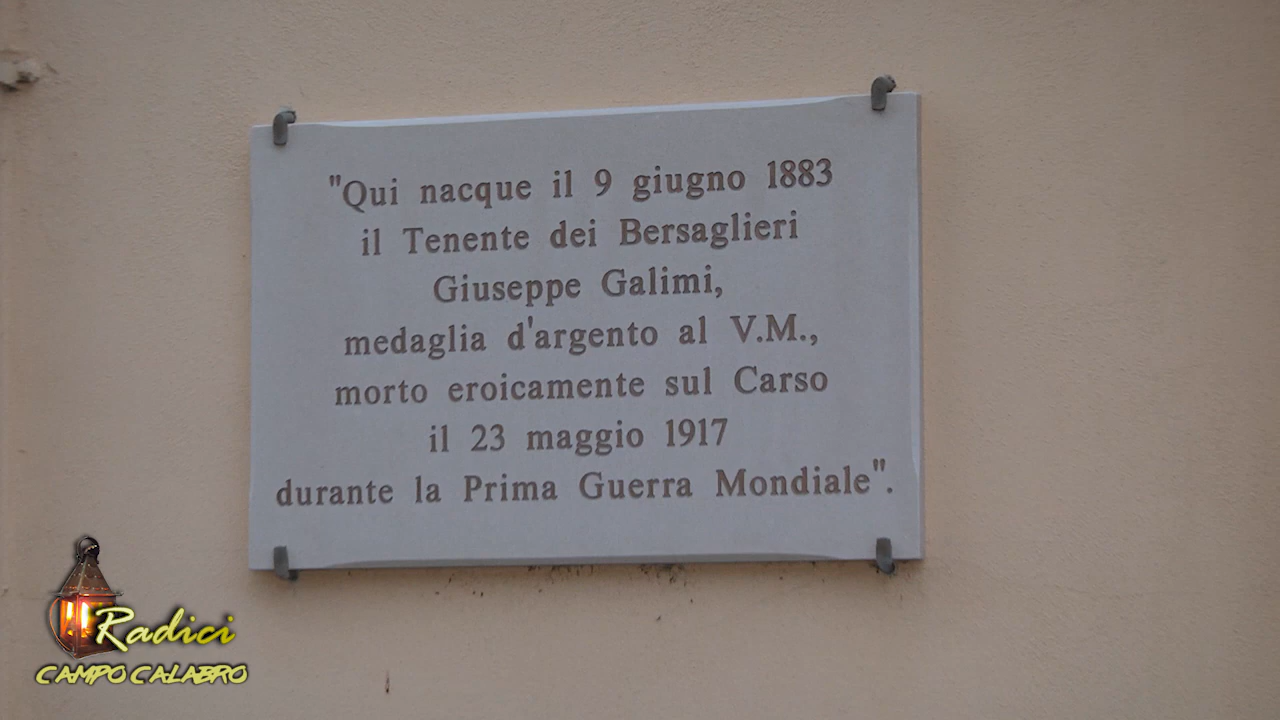 "Qui nacque il 9 giugno 1883
il Tenente dei Bersaglieri
Giuseppe Galimi,
medaglia d'argento al V.M.,
morto eroicamente sul Carso
il 23 maggio 1917
durante la Prima Guerra Mondiale".
Radici
CAMPO CALABRO